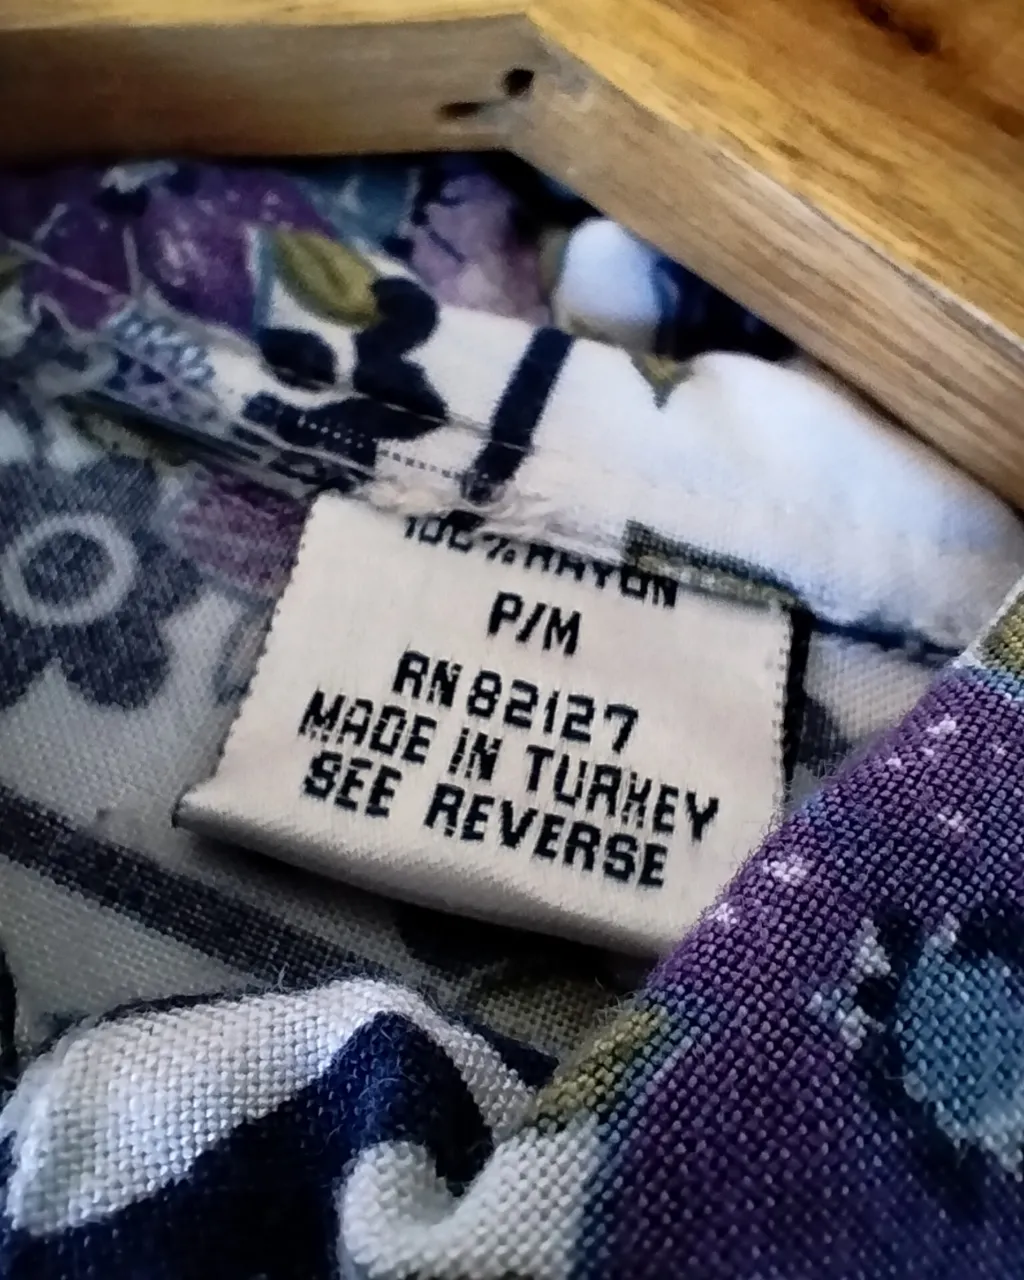 100% RAYON
P/M
RN 82127
MADE IN TURKEY
SEE REVERSE